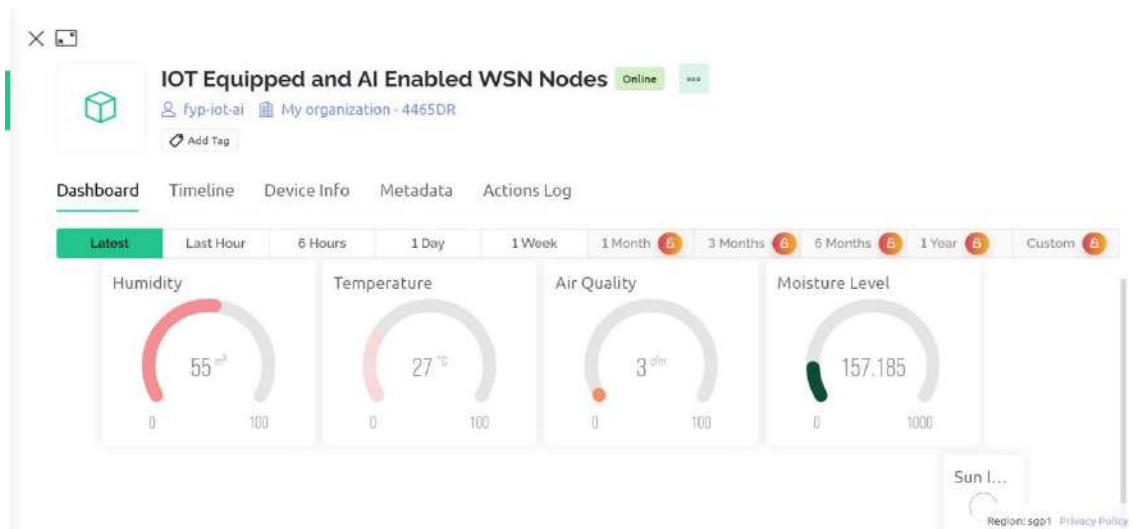 IOT Equipped and AI Enabled WSN Nodes Online
fyp-iot-ai My organization - 4465DR
Add Tag
Dashboard Timeline Device Info Metadata Actions Log
Latest Last Hour 6 Hours 1 Day 1 Week 1 Month 3 Months 6 Months 1 Year Custom
Humidity Temperature Air Quality Moisture Level
55 m³ 27 °C 3 157.185
0 100 0 100 0 100 0 1000
Sun I...
Region: sgp1 Privacy Policy